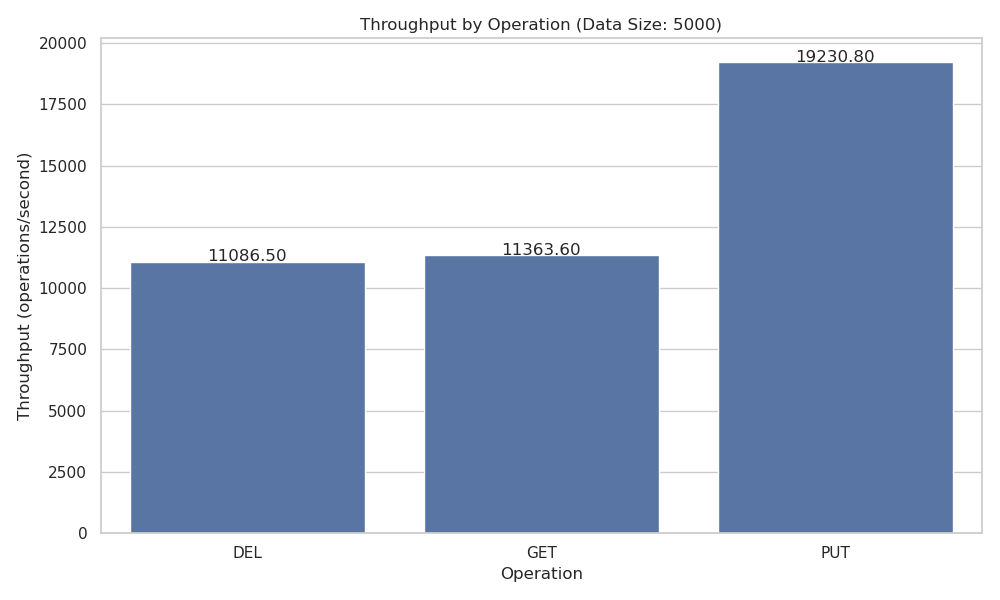 Throughput by Operation (Data Size: 5000)
Throughput (operations/second)
20000
17500
15000
12500
10000
7500
5000
2500
0
11086.50
11363.60
19230.80
DEL
GET
PUT
Operation